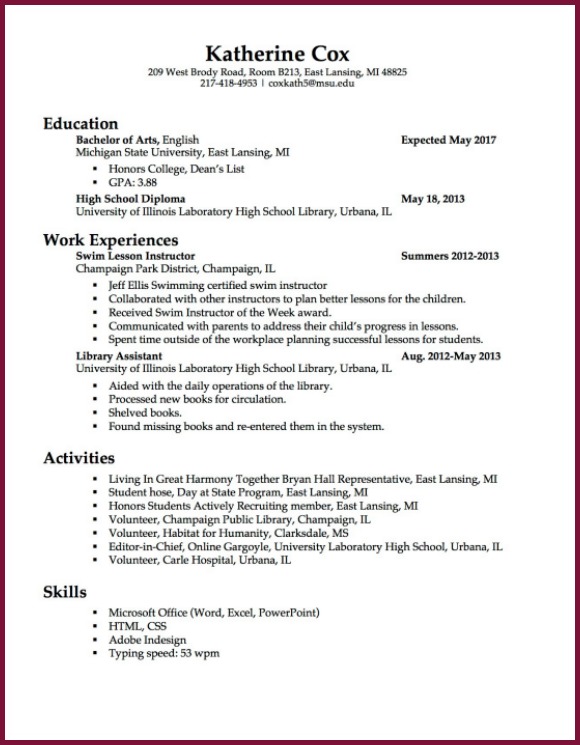 Katherine Cox
209 West Brody Road, Room B213, East Lansing, MI 48825
217-418-4953 | coxkath5@msu.edu
Education
Bachelor of Arts, English Expected May 2017
Michigan State University, East Lansing, MI
▪ Honors College, Dean's List
▪ GPA: 3.88
High School Diploma May 18, 2013
University of Illinois Laboratory High School Library, Urbana, IL
Work Experiences
Swim Lesson Instructor Summers 2012-2013
Champaign Park District, Champaign, IL
▪ Jeff Ellis Swimming certified swim instructor
▪ Collaborated with other instructors to plan better lessons for the children.
▪ Received Swim Instructor of the Week award.
▪ Communicated with parents to address their child's progress in lessons.
▪ Spent time outside of the workplace planning successful lessons for students.
Library Assistant Aug. 2012-May 2013
University of Illinois Laboratory High School Library, Urbana, IL
▪ Aided with the daily operations of the library.
▪ Processed new books for circulation.
▪ Shelved books.
▪ Found missing books and re-entered them in the system.
Activities
▪ Living In Great Harmony Together Bryan Hall Representative, East Lansing, MI
▪ Student hose, Day at State Program, East Lansing, MI
▪ Honors Students Actively Recruiting member, East Lansing, MI
▪ Volunteer, Champaign Public Library, Champaign, IL
▪ Volunteer, Habitat for Humanity, Clarksdale, MS
▪ Editor-in-Chief, Online Gargoyle, University Laboratory High School, Urbana, IL
▪ Volunteer, Carle Hospital, Urbana, IL
Skills
▪ Microsoft Office (Word, Excel, PowerPoint)
▪ HTML, CSS
▪ Adobe Indesign
▪ Typing speed: 53 wpm